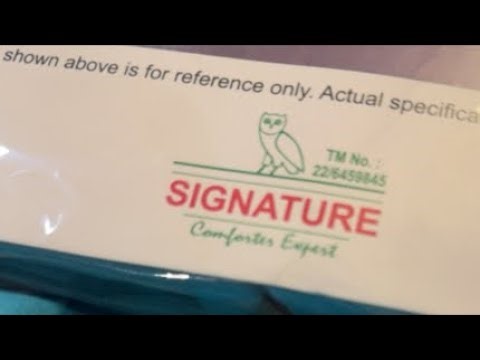 shown above is for reference only. Actual specifica
TM No. :
22/6459845
SIGNATURE
Comforter Expert